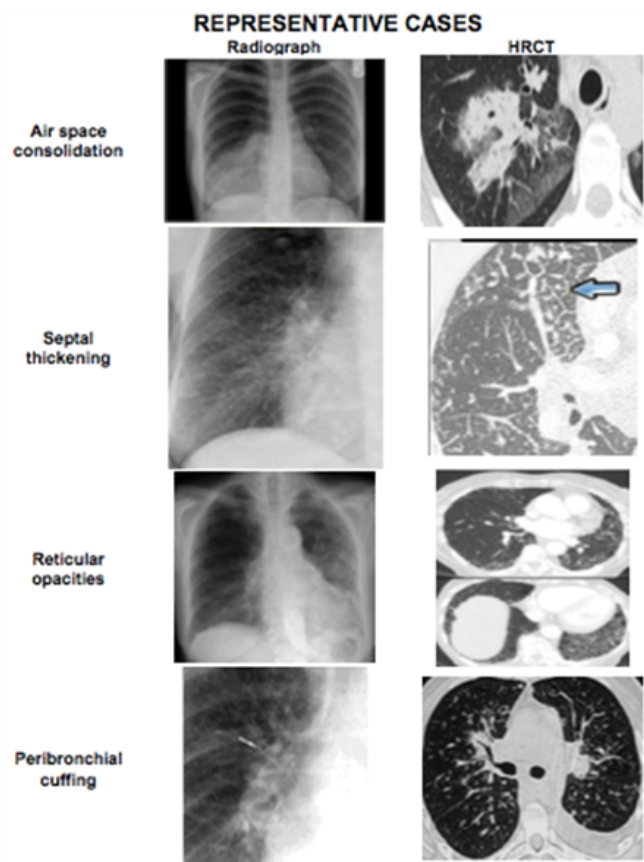 REPRESENTATIVE CASES
Radiograph
HRCT
Air space
consolidation
Septal
thickening
Reticular
opacities
Peribronchial
cuffing